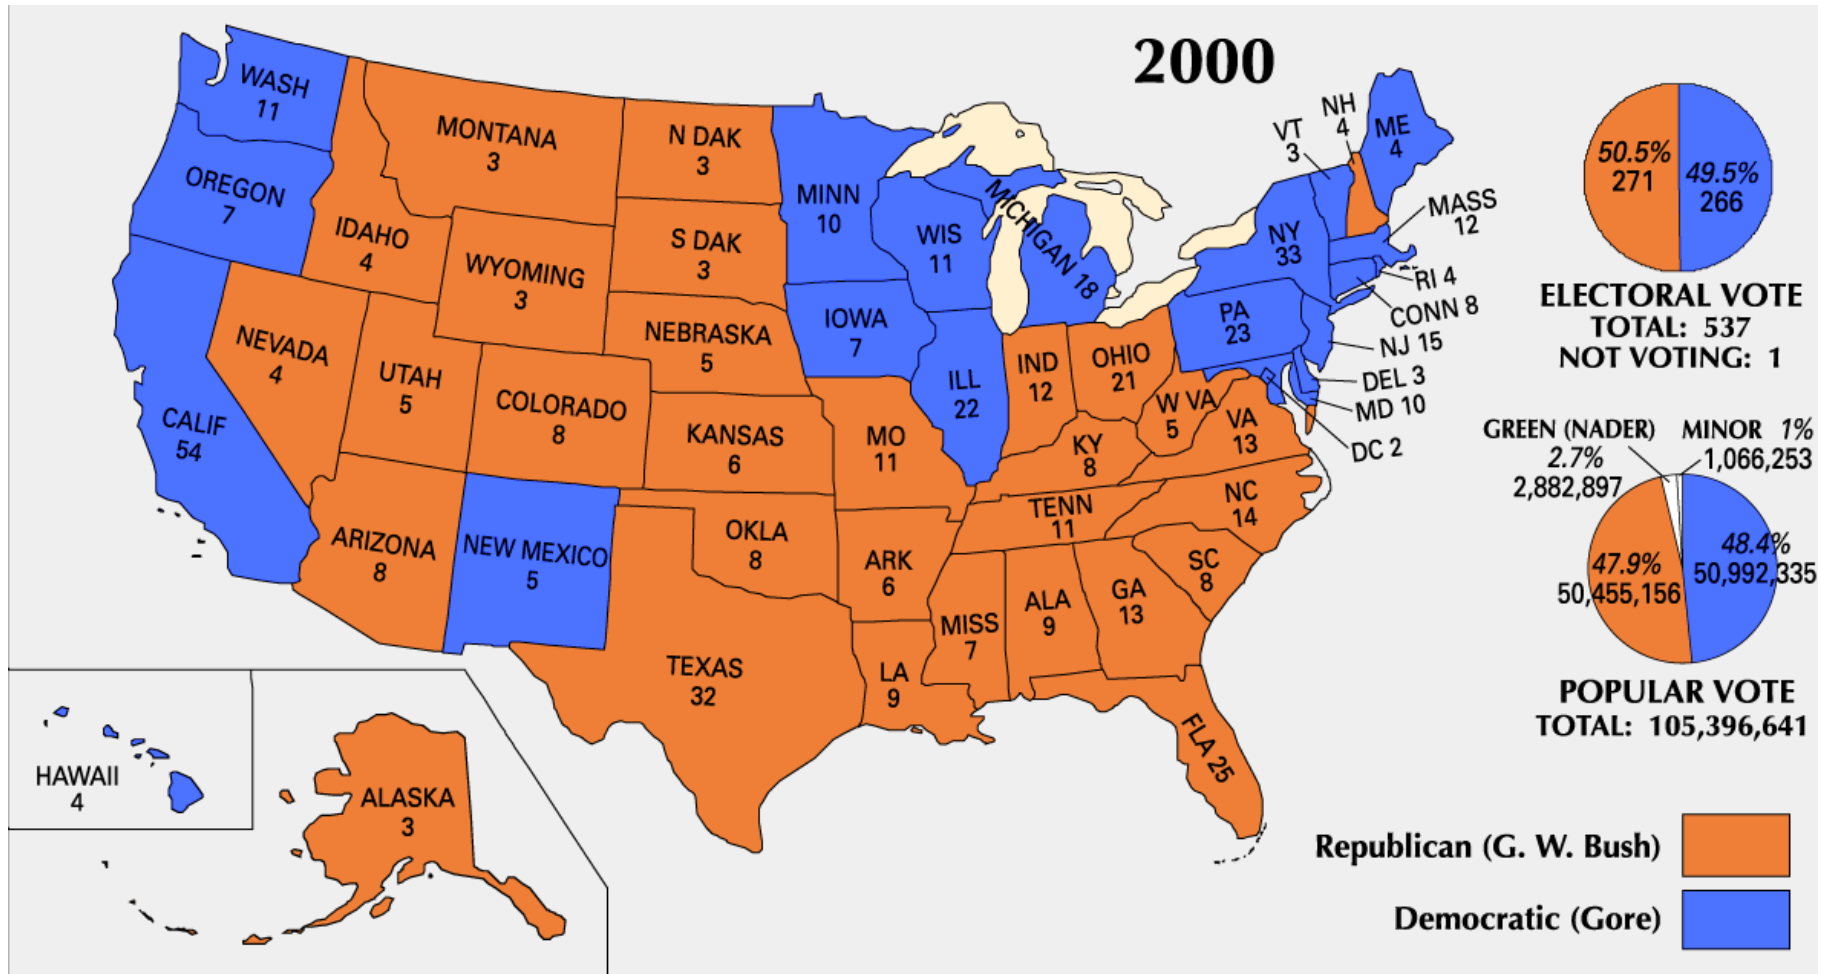 2000
WASH
11
OREGON
7
CALIF
54
NEVADA
4
IDAHO
4
MONTANA
3
WYOMING
3
UTAH
5
COLORADO
8
ARIZONA
8
NEW MEXICO
5
N DAK
3
S DAK
3
NEBRASKA
5
KANSAS
6
OKLA
8
TEXAS
32
MINN
10
IOWA
7
MO
11
ARK
6
LA
9
WIS
11
ILL
22
MICHIGAN 18
IND
12
OHIO
21
KY
8
TENN
11
MISS
7
ALA
9
GA
13
FLA 25
SC
8
NC
14
VA
13
W VA
5
PA
23
NY
33
VT
3
NH
4
ME
4
MASS
12
RI 4
CONN 8
NJ 15
DEL 3
MD 10
DC 2
HAWAII
4
ALASKA
3
50.5%
271
49.5%
266
ELECTORAL VOTE
TOTAL: 537
NOT VOTING: 1
GREEN (NADER)
2.7%
2,882,897
MINOR 1%
1,066,253
47.9%
50,455,156
48.4%
50,992,335
POPULAR VOTE
TOTAL: 105,396,641
Republican (G. W. Bush)
Democratic (Gore)